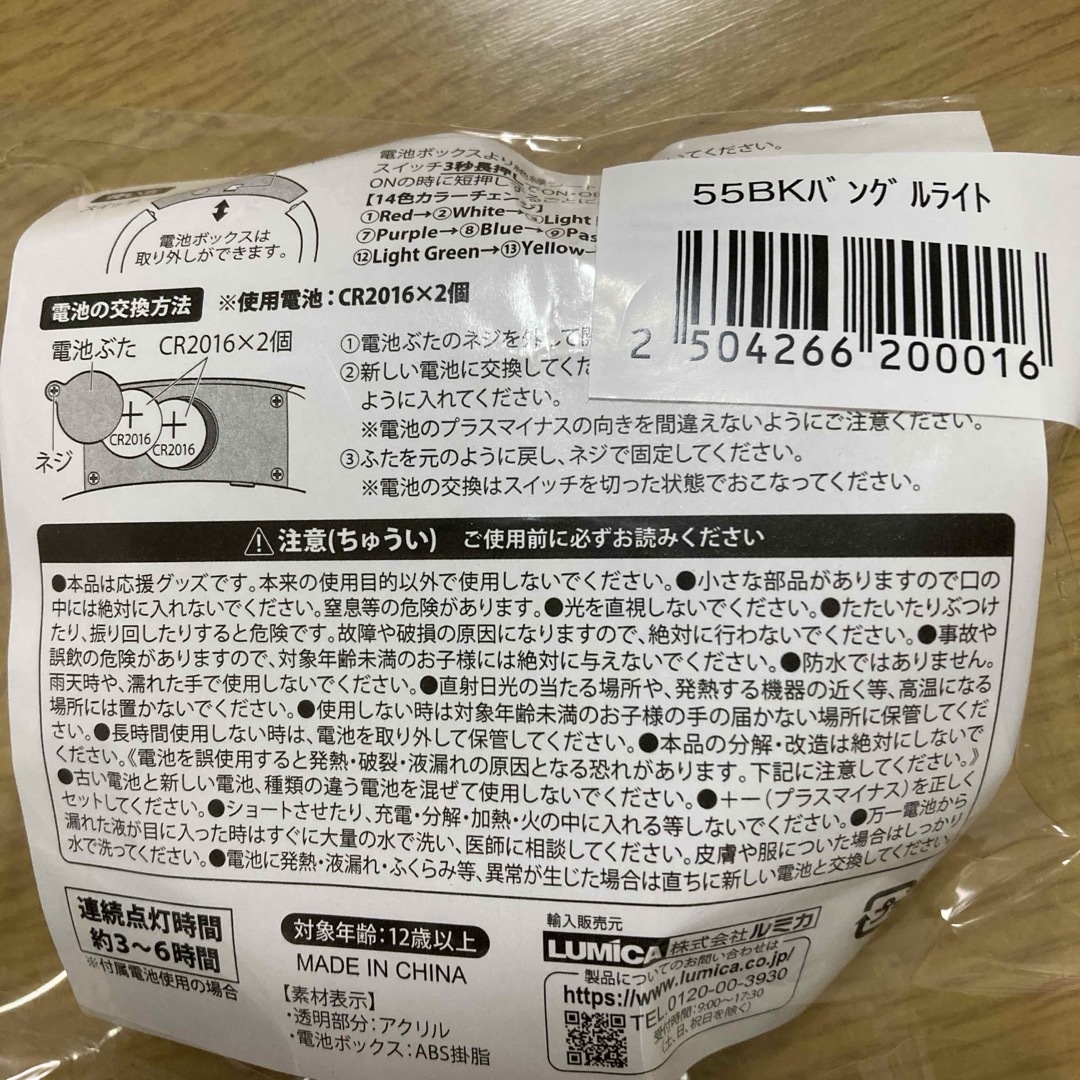 電池ボックスより
スイッチ3秒長押し
ONの時に短押し
てください。
【14色カラーチェンジ】
①Red→②White→③Light
⑦Purple→⑧Blue→⑨Pas
⑫Light Green→⑬Yellow→
電池ボックスは
取り外しができます。
55BKバングルライト
2 504266 200016
電池の交換方法 ※使用電池:CR2016×2個
電池ぶた CR2016×2個
CR2016
CR2016
ネジ
①電池ぶたのネジを外して開
②新しい電池に交換してくだ
ように入れてください。
※電池のプラスマイナスの向きを間違えないようにご注意ください。
③ふたを元のように戻し、ネジで固定してください。
※電池の交換はスイッチを切った状態でおこなってください。
注意(ちゅうい) ご使用前に必ずお読みください
●本品は応援グッズです。本来の使用目的以外で使用しないでください。●小さな部品がありますので口の
中には絶対に入れないでください。窒息等の危険があります。●光を直視しないでください。●たたいたりぶつけ
たり、振り回したりすると危険です。故障や破損の原因になりますので、絶対に行わないでください。●事故や
誤飲の危険がありますので、対象年齢未満のお子様には絶対に与えないでください。●防水ではありません。
雨天時や、濡れた手で使用しないでください。●直射日光の当たる場所や、発熱する機器の近く等、高温になる
場所には置かないでください。●使用しない時は対象年齢未満のお子様の手の届かない場所に保管してくだ
さい。●長時間使用しない時は、電池を取り外して保管してください。●本品の分解・改造は絶対にしないで
ください。《電池を誤使用すると発熱・破裂・液漏れの原因となる恐れがあります。下記に注意してください。》
●古い電池と新しい電池、種類の違う電池を混ぜて使用しないでください。●+−(プラスマイナス)を正しく
セットしてください。●ショートさせたり、充電・分解・加熱・火の中に入れる等しないでください。●万一電池から
漏れた液が目に入った時はすぐに大量の水で洗い、医師に相談してください。皮膚や服についた場合はしっかり
水で洗ってください。●電池に発熱・液漏れ・ふくらみ等、異常が生じた場合は直ちに新しい電池と交換してください。
連続点灯時間
約3〜6時間
※付属電池使用の場合
対象年齢:12歳以上
MADE IN CHINA
【素材表示】
・透明部分:アクリル
・電池ボックス:ABS掛脂
輸入販売元
LUMICA 株式会社ルミカ
製品についてのお問い合わせは
https://www.lumica.co.jp/
TEL.0120-00-3930
受付時間:9:00〜17:30
(土、日、祝日を除く)